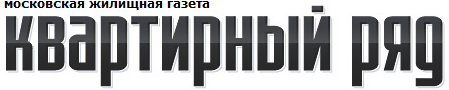 московская жилищная газета
квартирный ряд